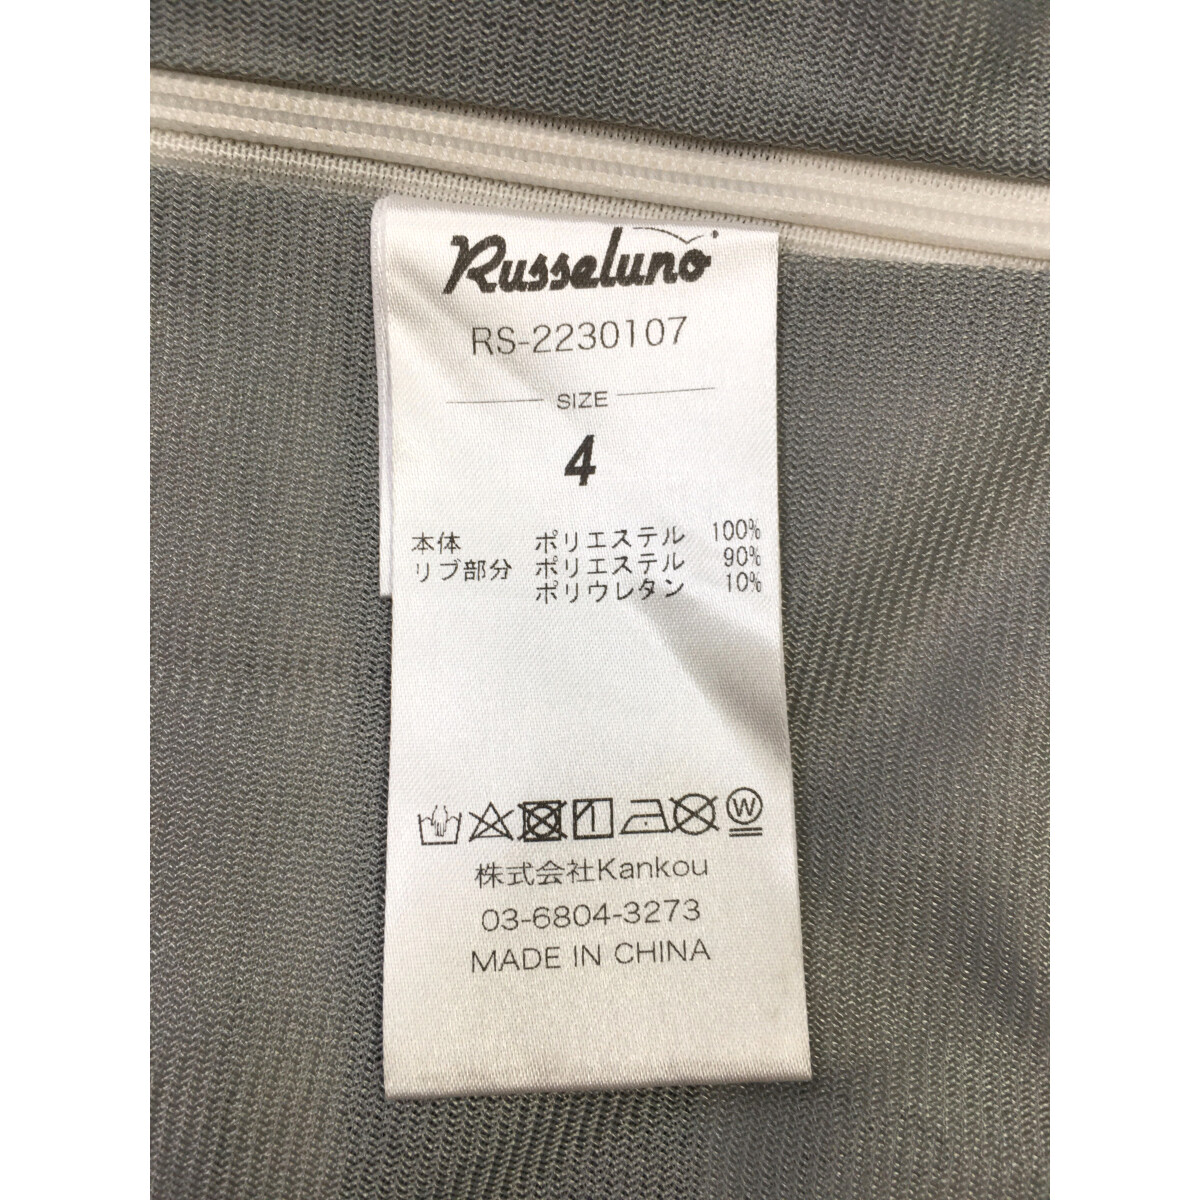 Russeluno
RS-2230107
SIZE
4
本体 ポリエステル 100%
リブ部分 ポリエステル 90%
ポリウレタン 10%
W
株式会社Kankou
03-6804-3273
MADE IN CHINA